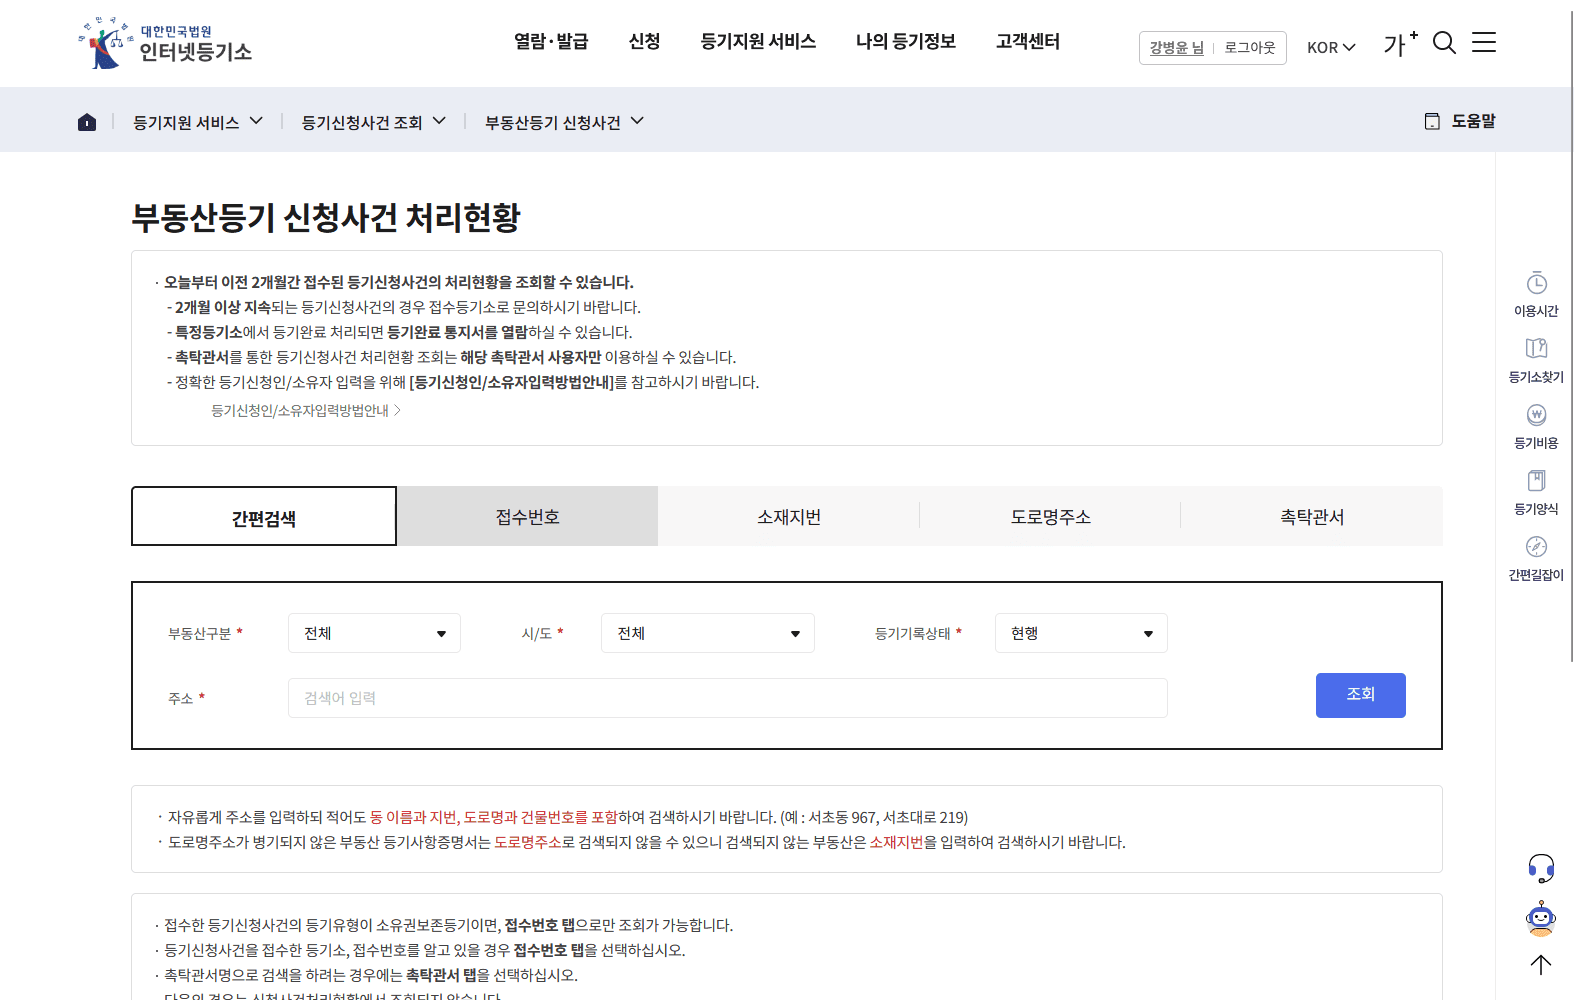 대한민국법원
대한민국법원
인터넷등기소
열람·발급
신청
등기지원 서비스
나의 등기정보
고객센터
강병윤 님
로그아웃
KOR
가+
등기지원 서비스
등기신청사건 조회
부동산등기 신청사건
도움말
부동산등기 신청사건 처리현황
· 오늘부터 이전 2개월간 접수된 등기신청사건의 처리현황을 조회할 수 있습니다.
- 2개월 이상 지속되는 등기신청사건의 경우 접수등기소로 문의하시기 바랍니다.
- 특정등기소에서 등기완료 처리되면 등기완료 통지서를 열람하실 수 있습니다.
- 촉탁관서를 통한 등기신청사건 처리현황 조회는 해당 촉탁관서 사용자만 이용하실 수 있습니다.
- 정확한 등기신청인/소유자 입력을 위해 [등기신청인/소유자입력방법안내]를 참고하시기 바랍니다.
등기신청인/소유자입력방법안내
이용시간
등기소찾기
등기비용
등기양식
간편길잡이
간편검색
접수번호
소재지번
도로명주소
촉탁관서
부동산구분 *
전체
시/도 *
전체
등기기록상태 *
현행
주소 *
검색어 입력
조회
· 자유롭게 주소를 입력하되 적어도 동 이름과 지번, 도로명과 건물번호를 포함하여 검색하시기 바랍니다. (예 : 서초동 967, 서초대로 219)
· 도로명주소가 병기되지 않은 부동산 등기사항증명서는 도로명주소로 검색되지 않을 수 있으니 검색되지 않는 부동산은 소재지번을 입력하여 검색하시기 바랍니다.
· 접수한 등기신청사건의 등기유형이 소유권보존등기이면, 접수번호 탭으로만 조회가 가능합니다.
· 등기신청사건을 접수한 등기소, 접수번호를 알고 있을 경우 접수번호 탭을 선택하십시오.
· 촉탁관서명으로 검색을 하려는 경우에는 촉탁관서 탭을 선택하십시오.
다음의 경우는 신청사건처리현황에서 조회되지 않습니다.